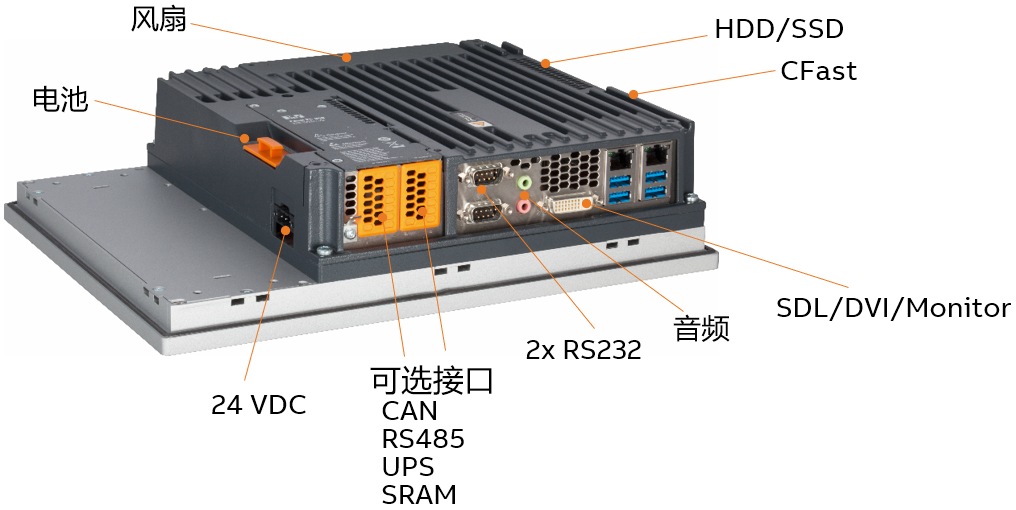 风扇
HDD/SSD
CFast
电池
SDL/DVI/Monitor
音频
2x RS232
24 VDC
可选接口
CAN
RS485
UPS
SRAM